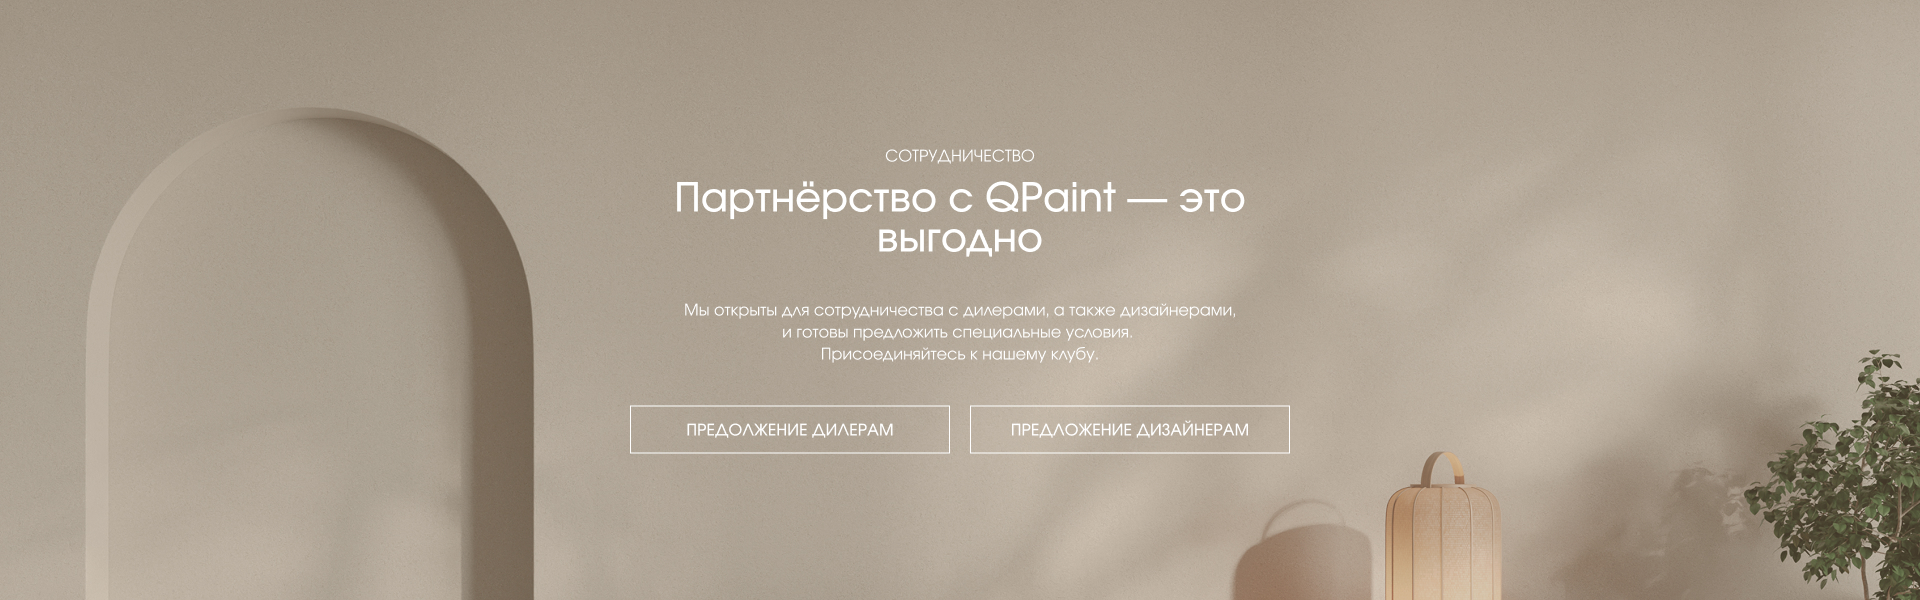 СОТРУДНИЧЕСТВО
Партнёрство с QPaint — это
выгодно
Мы открыты для сотрудничества с дилерами, а также дизайнерами,
и готовы предложить специальные условия.
Присоединяйтесь к нашему клубу.
ПРЕДОЛЖЕНИЕ ДИЛЕРАМ
ПРЕДЛОЖЕНИЕ ДИЗАЙНЕРАМ